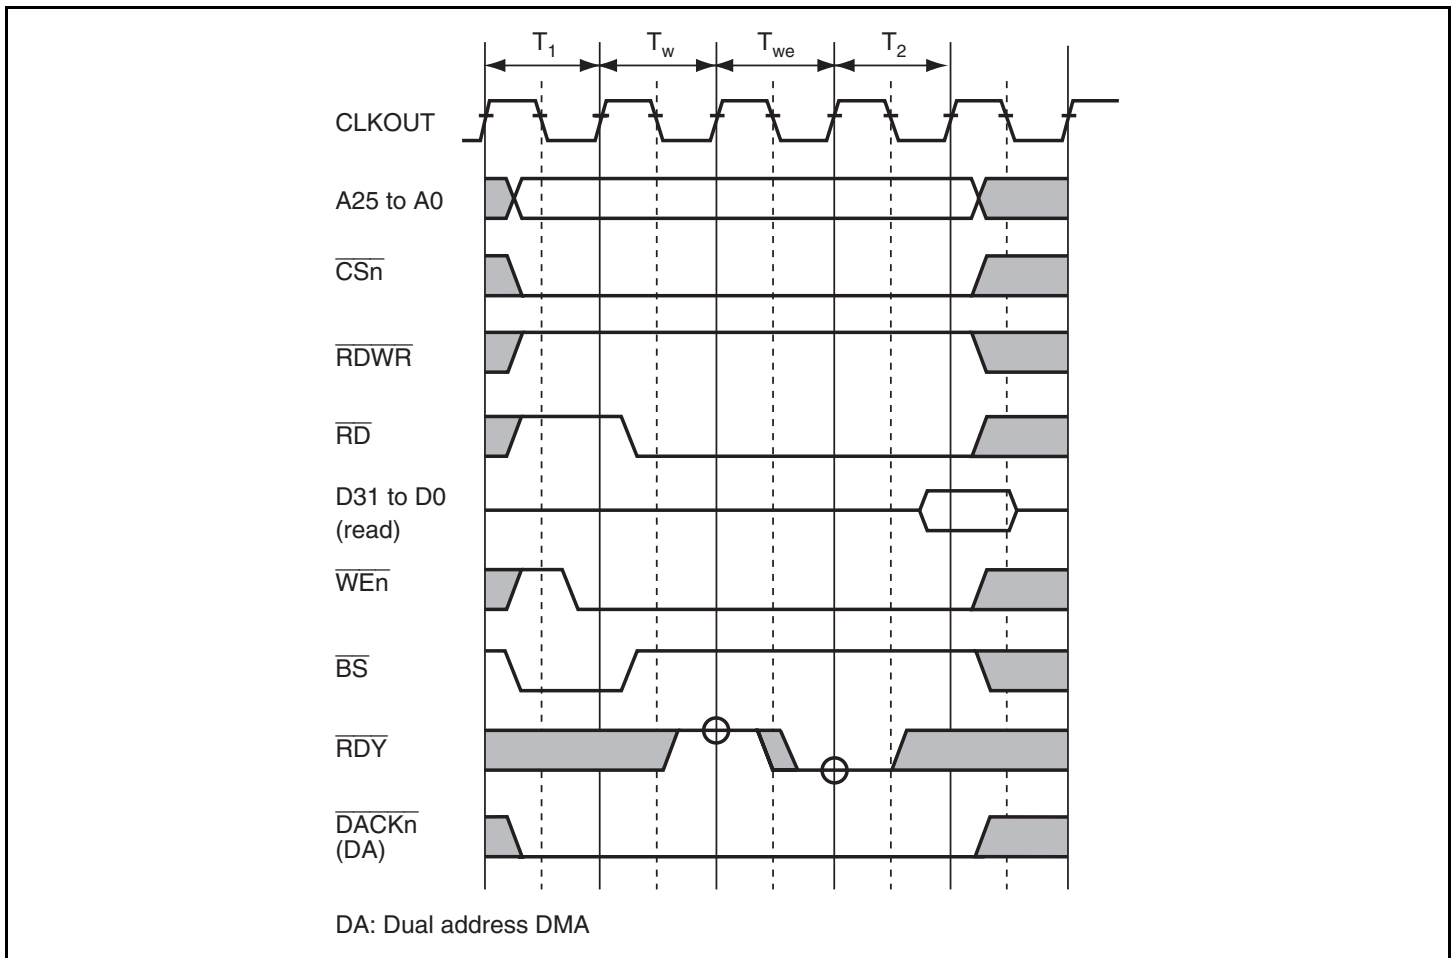 T1 Tw Twe T2
CLKOUT
A25 to A0
CSn
RDWR
RD
D31 to D0
(read)
WEn
BS
RDY
DACKn
(DA)
DA: Dual address DMA